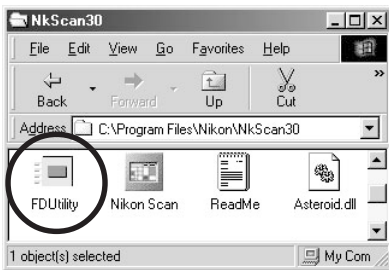 NkScan30
File Edit View Go Favorites Help
»
Back Forward Up Cut
Address C:\Program Files\Nikon\NkScan30
FDUtility Nikon Scan ReadMe Asteroid.dll
1 object(s) selected My Com